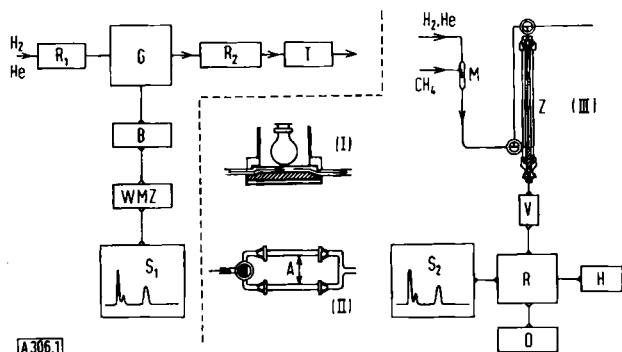 H₂
He
R₁
G
R₂
T
B
WMZ
S₁
(I)
A
(II)
H₂,He
CH₄
M
Z
(III)
V
S₂
R
H
O
A 306.1